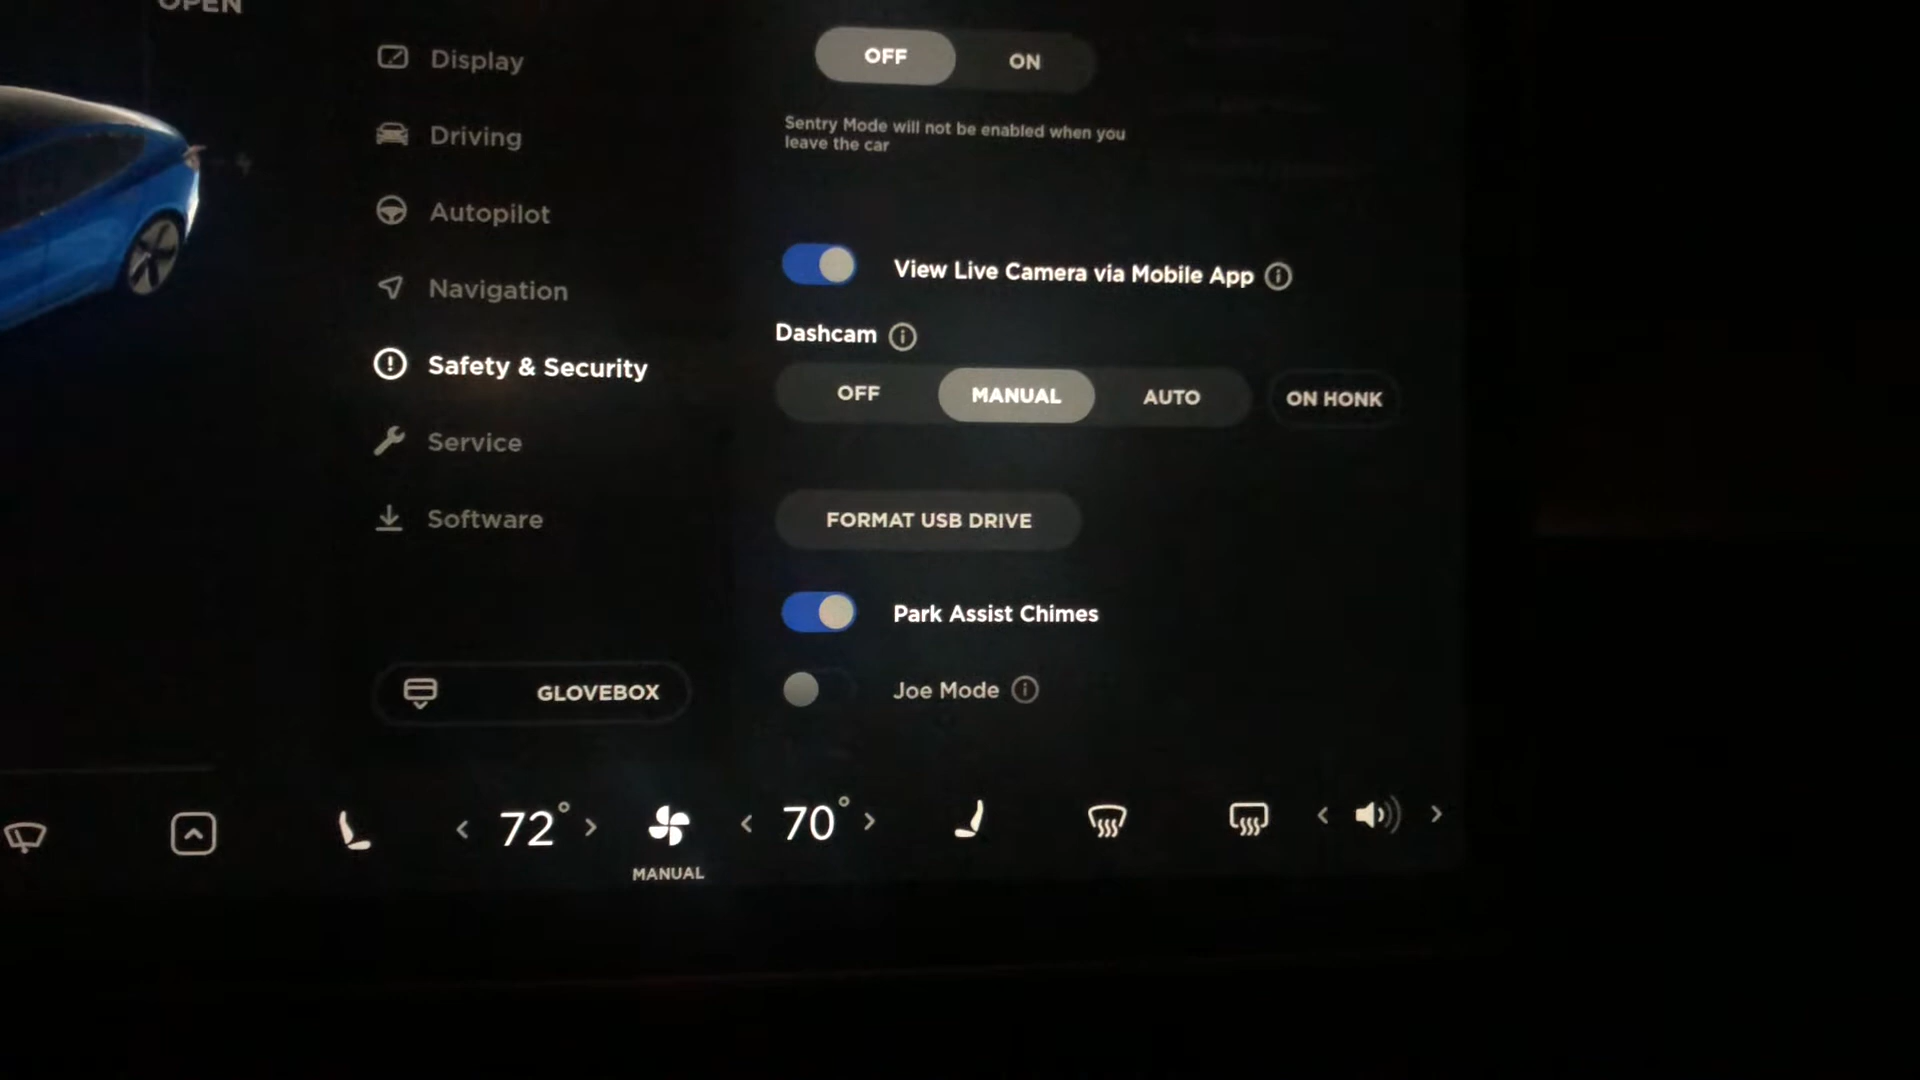 OPEN
Display
Driving
Autopilot
Navigation
Safety & Security
Service
Software
GLOVEBOX
OFF ON
Sentry Mode will not be enabled when you
leave the car
View Live Camera via Mobile App
Dashcam
OFF MANUAL AUTO ON HONK
FORMAT USB DRIVE
Park Assist Chimes
Joe Mode
< 72° > < 70° > < >
MANUAL